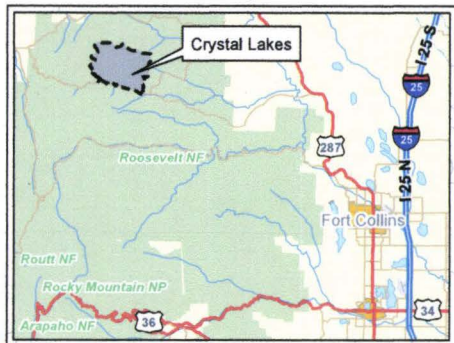 Crystal Lakes
I 25 S
25
287
25
Roosevelt NF
I 25 N
Fort Collins
Routt NF
Rocky Mountain NP
34
36
Arapaho NF